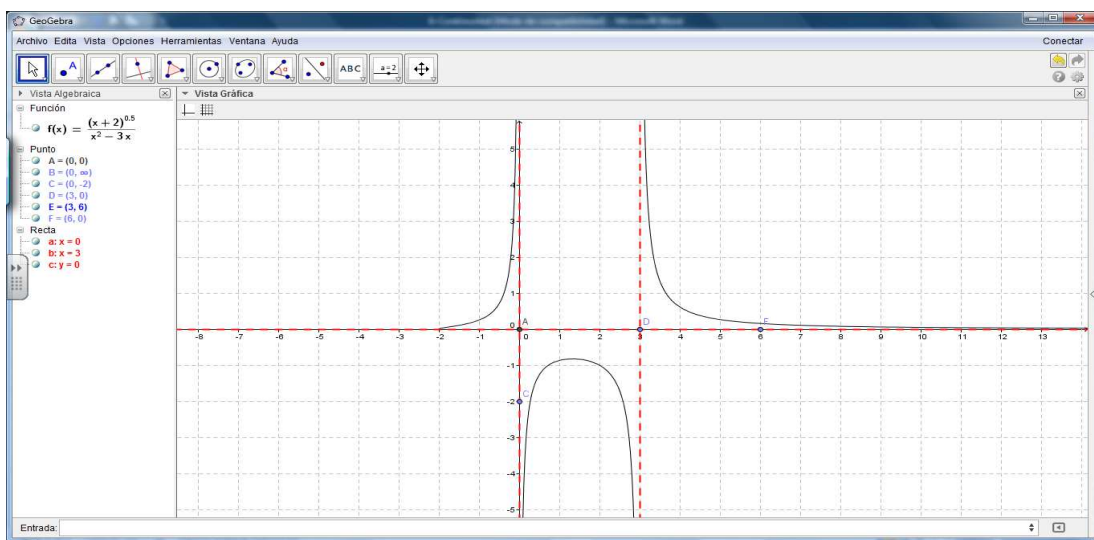 GeoGebra
Archivo Edita Vista Opciones Herramientas Ventana Ayuda
Conectar
A
ABC
a=2
Vista Algebraica
Vista Gráfica
Función
f(x) = (x + 2)^0.5 / (x² − 3 x)
Punto
A = (0, 0)
B = (0, ∞)
C = (0, -2)
D = (3, 0)
E = (3, 6)
F = (6, 0)
Recta
a: x = 0
b: x = 3
c: y = 0
5
4
3
2
1
0
A
D
F
-8 -7 -6 -5 -4 -3 -2 -1 0 1 2 3 4 5 6 7 8 9 10 11 12 13
-1
C
-2
-3
-4
-5
Entrada: